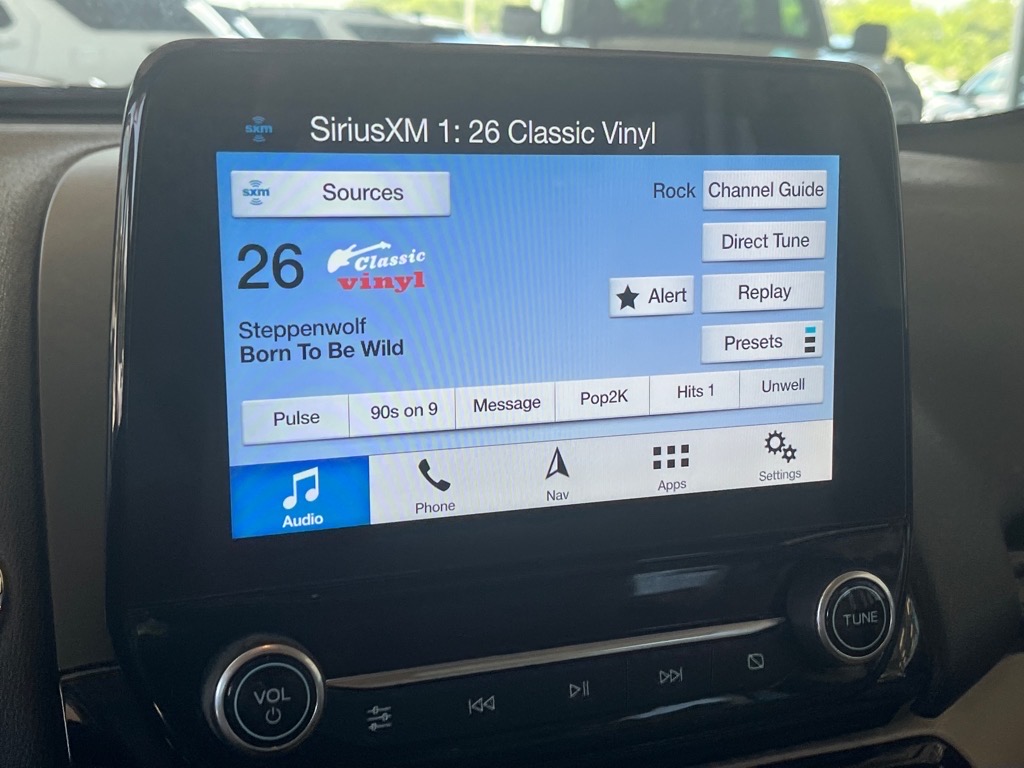 sxm SiriusXM 1: 26 Classic Vinyl
sxm Sources
Rock Channel Guide
Direct Tune
26 Classic
vinyl
Alert Replay
Steppenwolf
Born To Be Wild
Presets
Pulse 90s on 9 Message Pop2K Hits 1 Unwell
Audio Phone Nav Apps Settings
VOL
TUNE